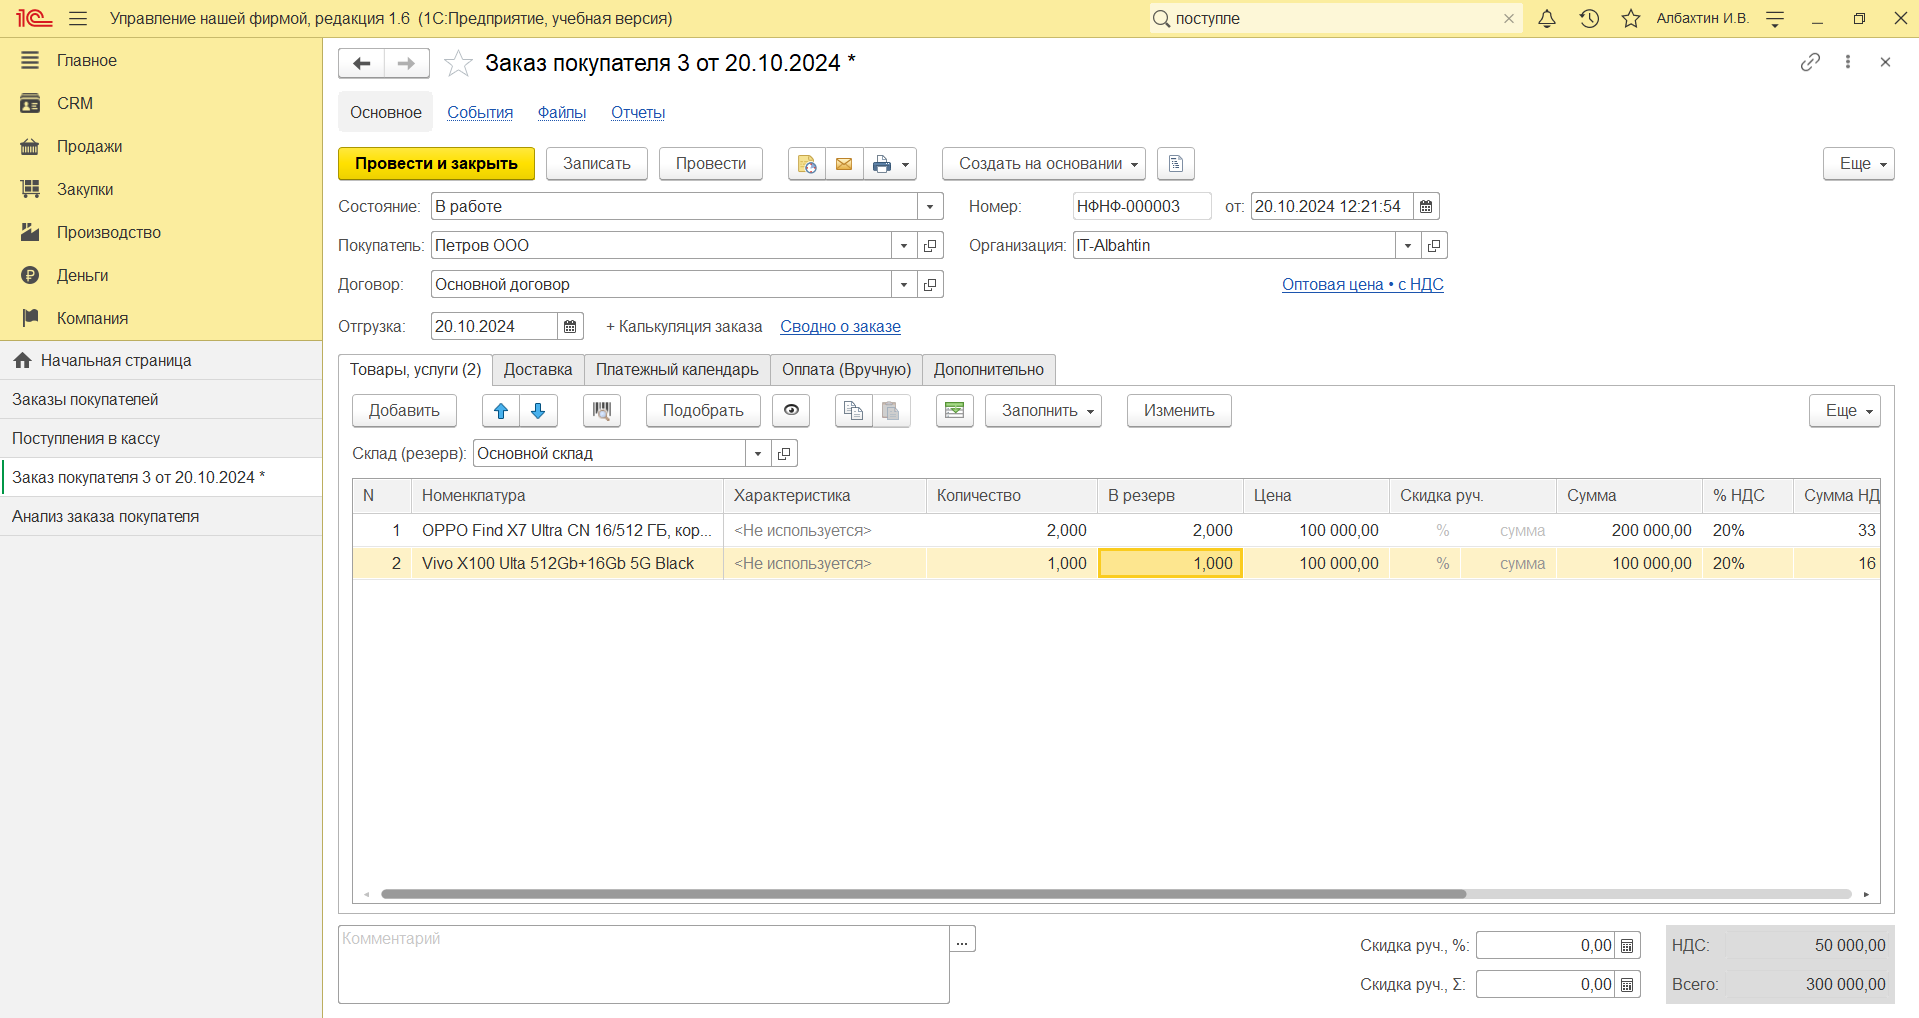 1С Управление нашей фирмой, редакция 1.6 (1С:Предприятие, учебная версия) поступле Албахтин И.В.
Главное
CRM
Продажи
Закупки
Производство
Деньги
Компания
Начальная страница
Заказы покупателей
Поступления в кассу
Заказ покупателя 3 от 20.10.2024 *
Анализ заказа покупателя
Заказ покупателя 3 от 20.10.2024 *
Основное События Файлы Отчеты
Провести и закрыть Записать Провести Создать на основании Еще
Состояние: В работе Номер: НФНФ-000003 от: 20.10.2024 12:21:54
Покупатель: Петров ООО Организация: IT-Albahtin
Договор: Основной договор Оптовая цена • с НДС
Отгрузка: 20.10.2024 + Калькуляция заказа Сводно о заказе
Товары, услуги (2) Доставка Платежный календарь Оплата (Вручную) Дополнительно
Добавить Подобрать Заполнить Изменить Еще
Склад (резерв): Основной склад
N Номенклатура Характеристика Количество В резерв Цена Скидка руч. Сумма % НДС Сумма НД
1 OPPO Find X7 Ultra CN 16/512 ГБ, кор... <Не используется> 2,000 2,000 100 000,00 % сумма 200 000,00 20% 33
2 Vivo X100 Ulta 512Gb+16Gb 5G Black <Не используется> 1,000 1,000 100 000,00 % сумма 100 000,00 20% 16
Комментарий ...
Скидка руч., %: 0,00 НДС: 50 000,00
Скидка руч., Σ: 0,00 Всего: 300 000,00